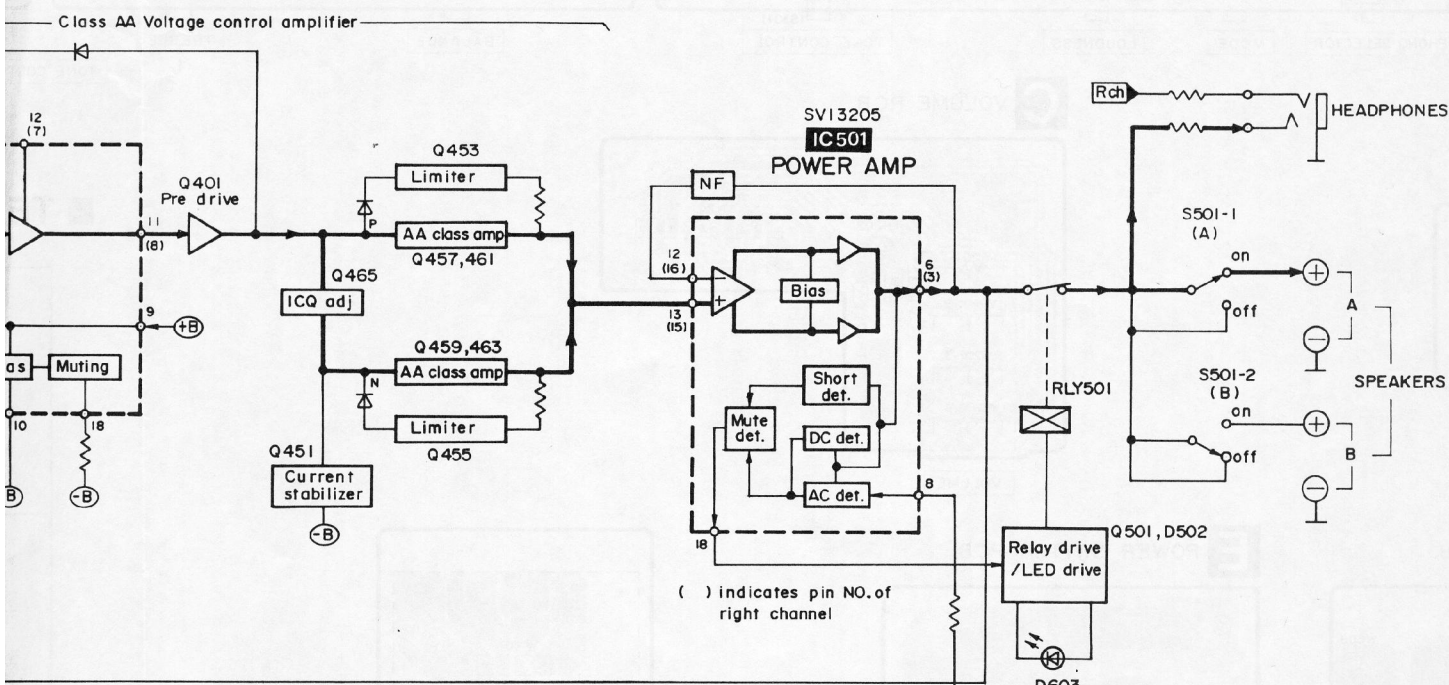 Class AA Voltage control amplifier
12
(7)
Q401
Pre drive
11
(8)
9
+B
as
Muting
10
18
B
-B
Q453
Limiter
P
AA class amp
Q457,461
Q465
ICQ adj
Q459,463
N
AA class amp
Limiter
Q455
Q451
Current
stabilizer
-B
SVI3205
IC501
POWER AMP
NF
12
(16)
-
+
13
(15)
Bias
6
(3)
Short
det.
Mute
det.
DC det.
AC det.
8
18
( ) indicates pin NO. of
right channel
Rch
HEADPHONES
S501-1
(A)
on
off
+
A
-
S501-2
(B)
on
off
+
B
-
SPEAKERS
RLY501
Q501, D502
Relay drive
/LED drive
D603